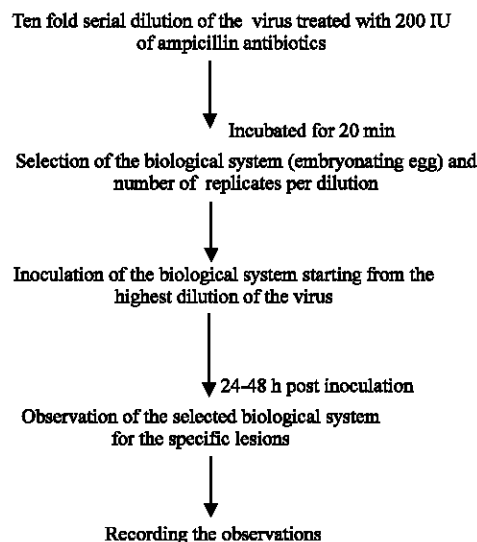 Ten fold serial dilution of the virus treated with 200 IU
of ampicillin antibiotics
Incubated for 20 min
Selection of the biological system (embryonating egg) and
number of replicates per dilution
Inoculation of the biological system starting from the
highest dilution of the virus
24-48 h post inoculation
Observation of the selected biological system
for the specific lesions
Recording the observations